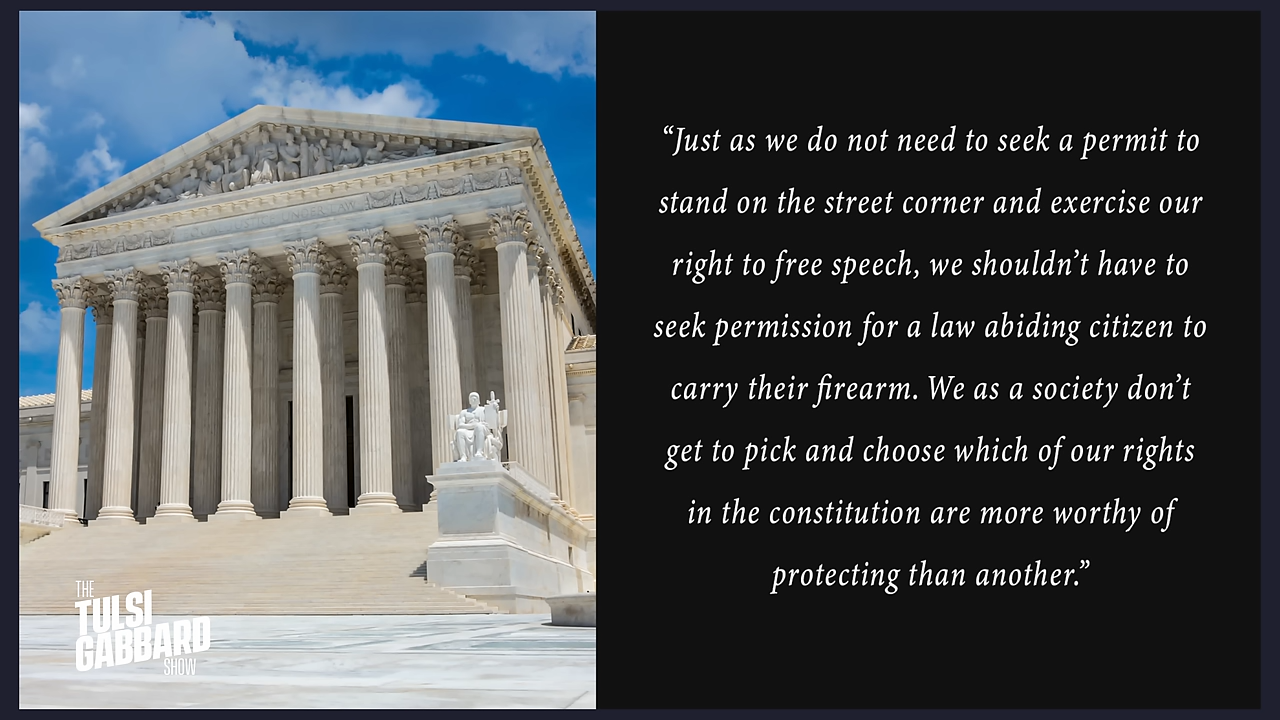 “Just as we do not need to seek a permit to
stand on the street corner and exercise our
right to free speech, we shouldn’t have to
seek permission for a law abiding citizen to
carry their firearm. We as a society don’t
get to pick and choose which of our rights
in the constitution are more worthy of
protecting than another.”
THE
TULSI
GABBARD
SHOW